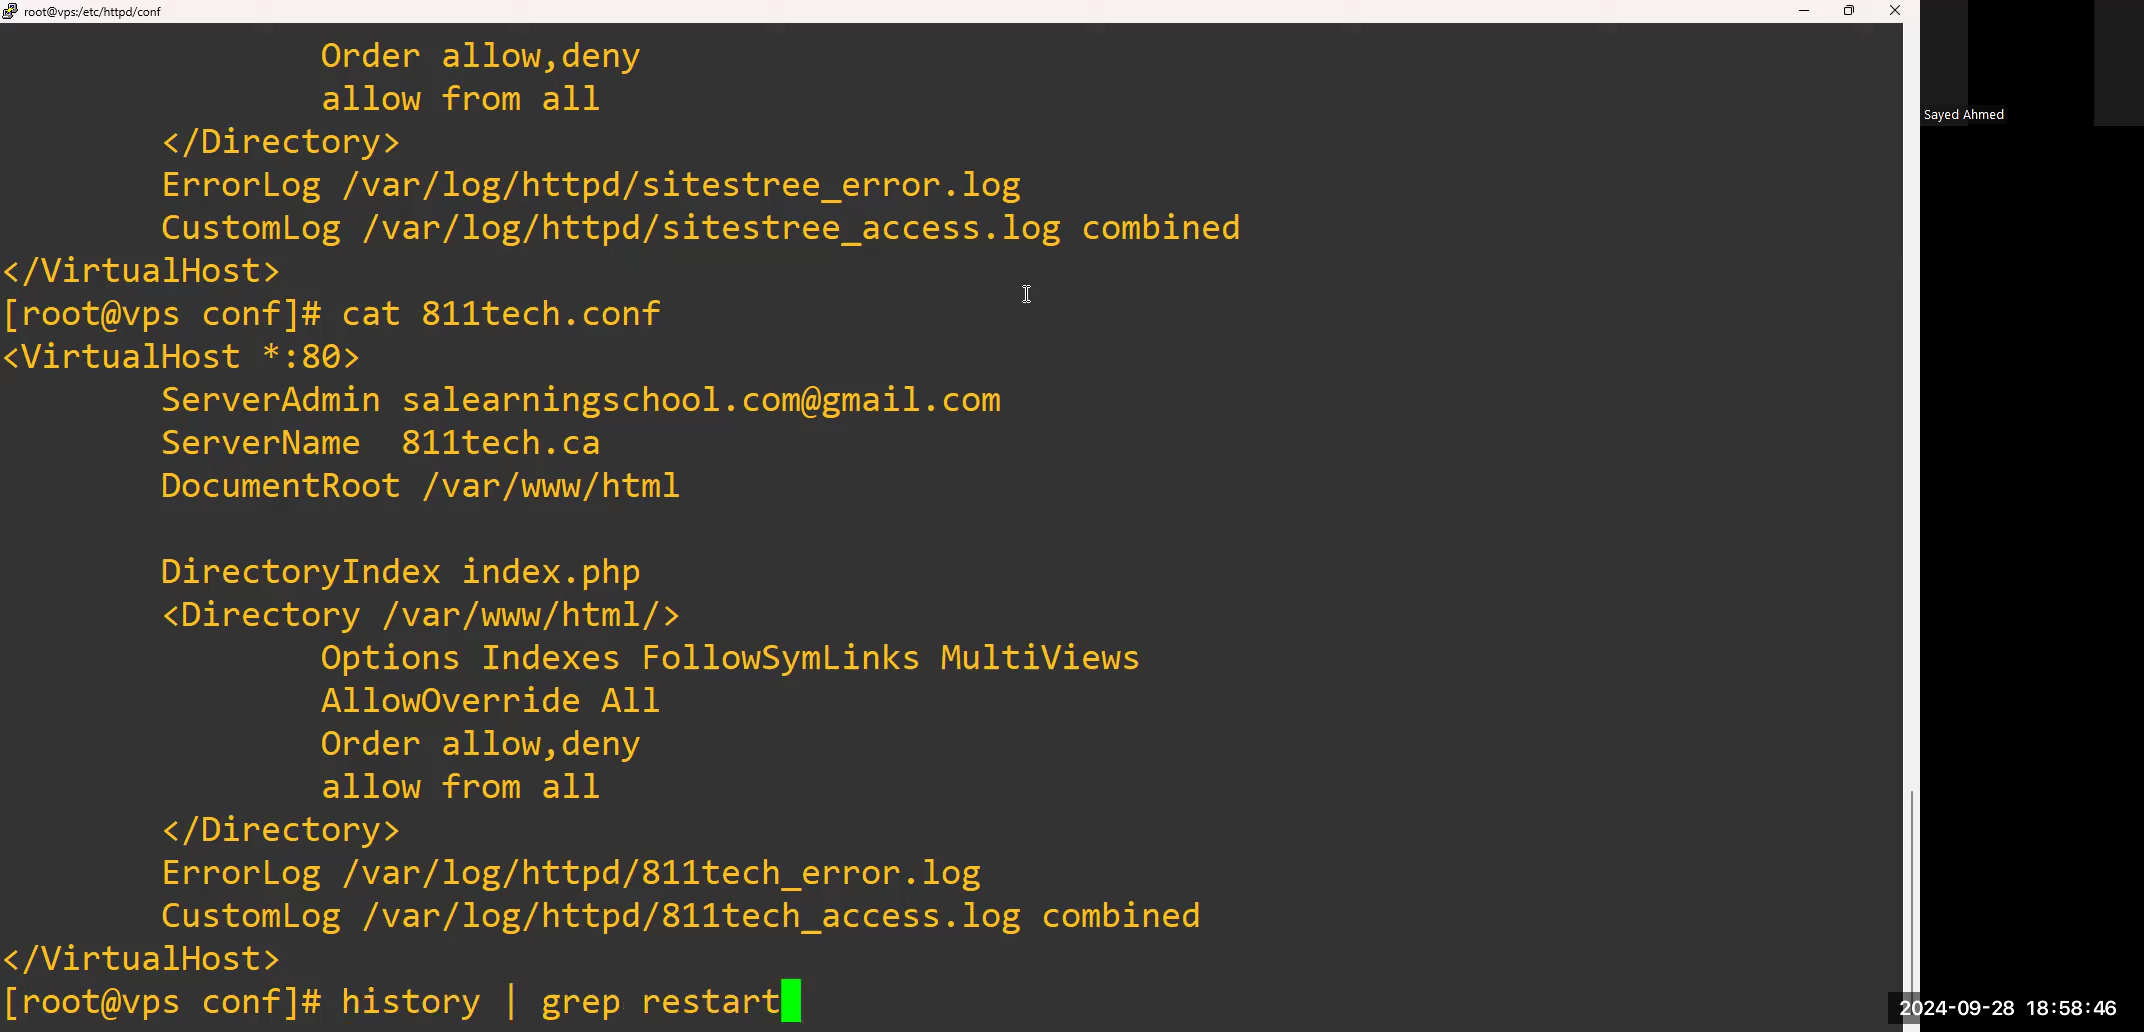 root@vps:/etc/httpd/conf
Order allow,deny
allow from all
</Directory>
ErrorLog /var/log/httpd/sitestree_error.log
CustomLog /var/log/httpd/sitestree_access.log combined
</VirtualHost>
[root@vps conf]# cat 811tech.conf
<VirtualHost *:80>
ServerAdmin salearningschool.com@gmail.com
ServerName  811tech.ca
DocumentRoot /var/www/html
DirectoryIndex index.php
<Directory /var/www/html/>
Options Indexes FollowSymLinks MultiViews
AllowOverride All
Order allow,deny
allow from all
</Directory>
ErrorLog /var/log/httpd/811tech_error.log
CustomLog /var/log/httpd/811tech_access.log combined
</VirtualHost>
[root@vps conf]# history | grep restart
Sayed Ahmed
2024-09-28 18:58:46